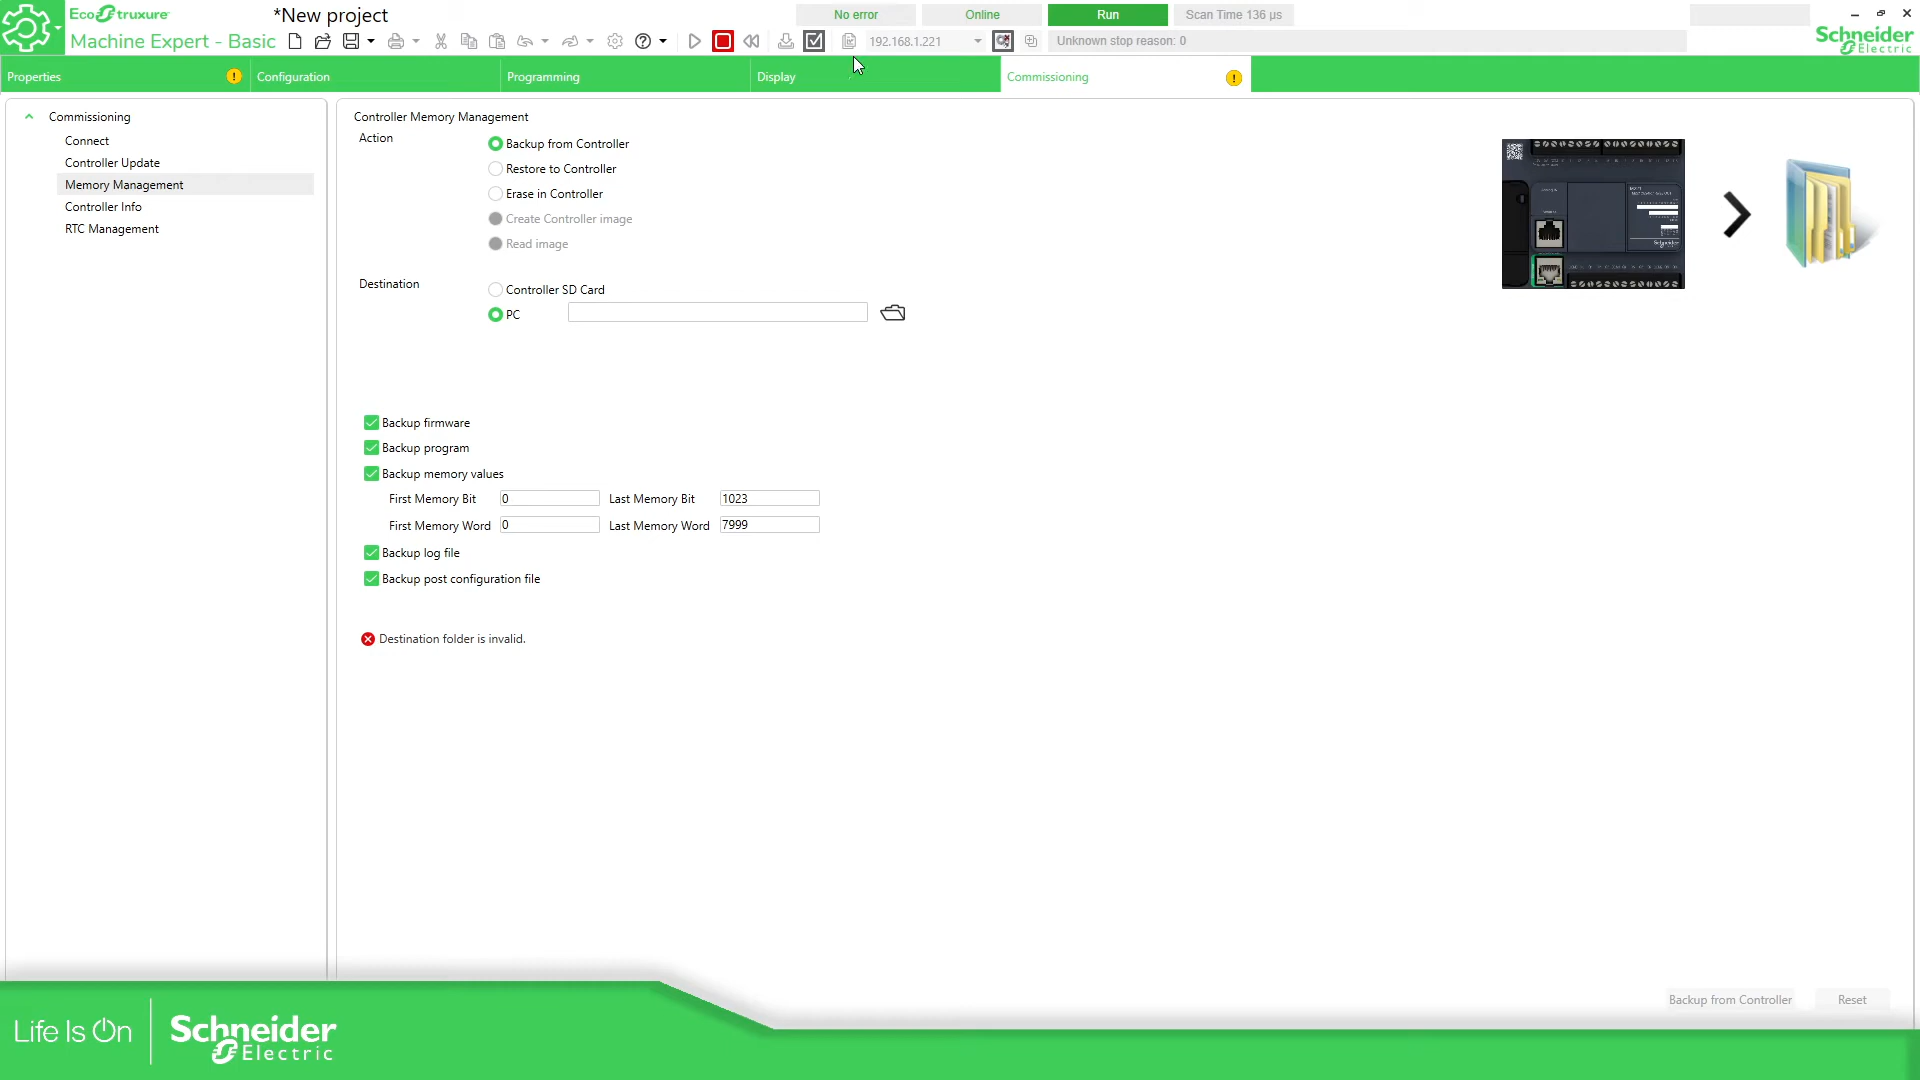 EcoStruxure
Machine Expert - Basic
*New project
No error
Online
Run
Scan Time 136 µs
192.168.1.221
Unknown stop reason: 0
Schneider
Electric
Properties
Configuration
Programming
Display
Commissioning
Commissioning
Connect
Controller Update
Memory Management
Controller Info
RTC Management
Controller Memory Management
Action
Backup from Controller
Restore to Controller
Erase in Controller
Create Controller image
Read image
Destination
Controller SD Card
PC
Backup firmware
Backup program
Backup memory values
First Memory Bit 0 Last Memory Bit 1023
First Memory Word 0 Last Memory Word 7999
Backup log file
Backup post configuration file
Destination folder is invalid.
Backup from Controller Reset
Life Is On
Schneider
Electric